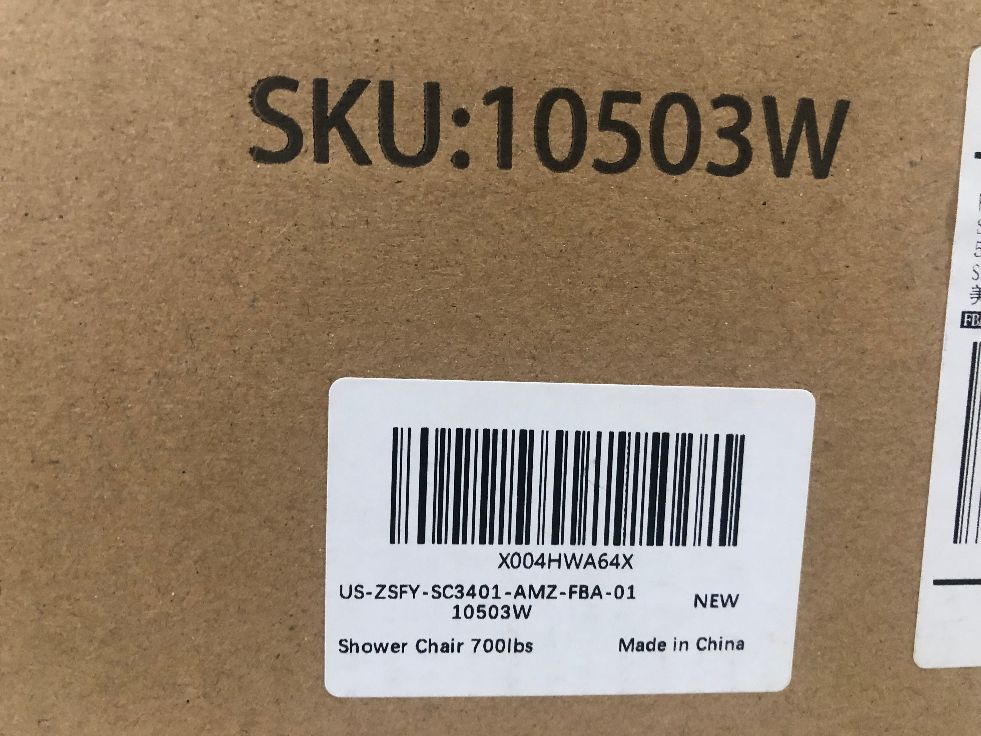 SKU:10503W
X004HWA64X
US-ZSFY-SC3401-AMZ-FBA-01
10503W
NEW
Shower Chair 700lbs
Made in China